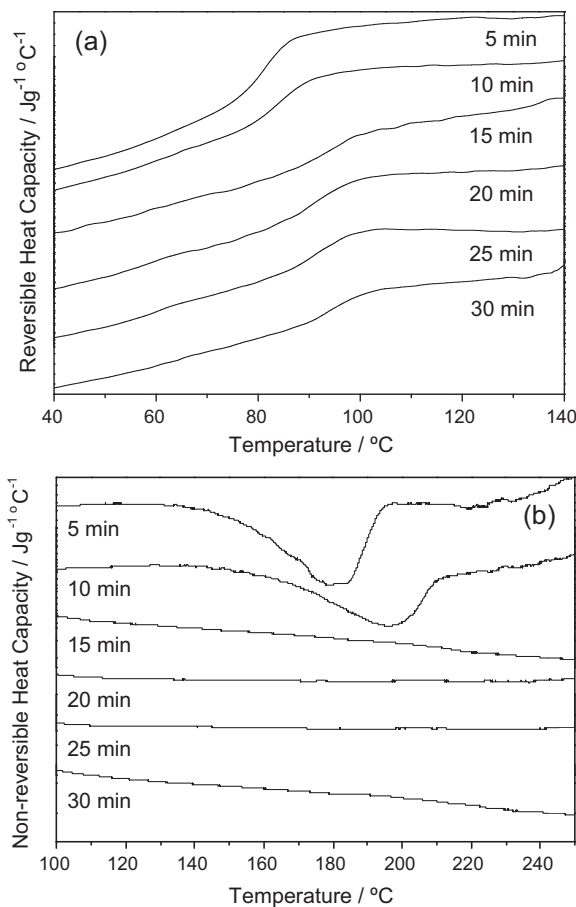 (a)
5 min
10 min
15 min
20 min
25 min
30 min
Reversible Heat Capacity / Jg⁻¹ ºC⁻¹
40 60 80 100 120 140
Temperature / ºC
(b)
5 min
10 min
15 min
20 min
25 min
30 min
Non-reversible Heat Capacity / Jg⁻¹ºC⁻¹
100 120 140 160 180 200 220 240
Temperature / ºC